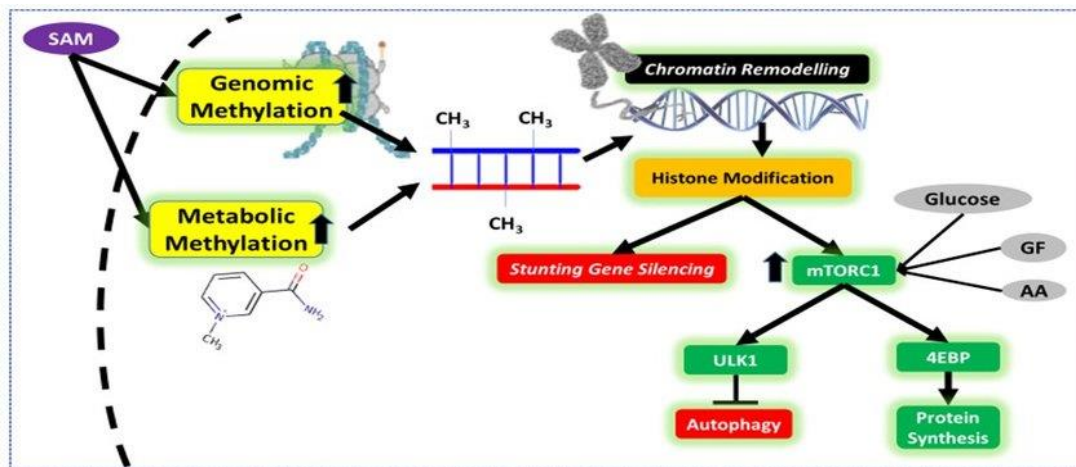 SAM
Genomic
Methylation
Metabolic
Methylation
O
N⁺
NH₂
CH₃
CH₃
CH₃
CH₃
Chromatin Remodelling
Histone Modification
Stunting Gene Silencing
mTORC1
Glucose
GF
AA
ULK1
4EBP
Autophagy
Protein
Synthesis